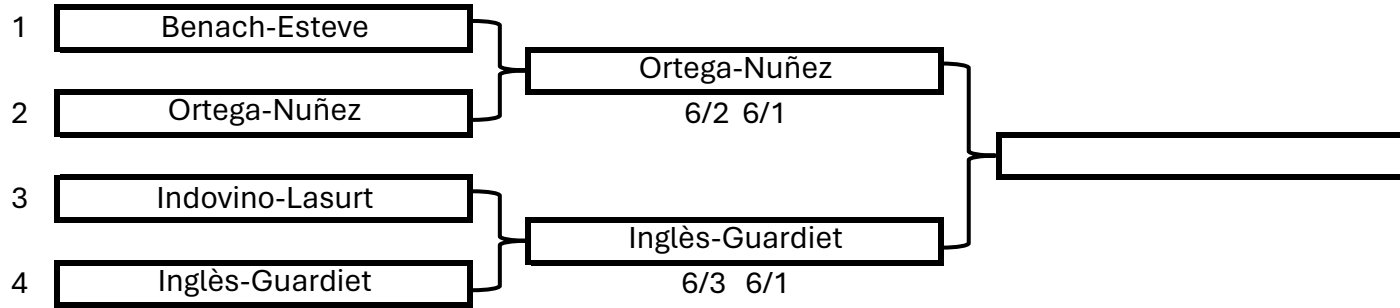 1 Benach-Esteve
Ortega-Nuñez
2 Ortega-Nuñez
6/2 6/1
3 Indovino-Lasurt
Inglès-Guardiet
4 Inglès-Guardiet
6/3 6/1